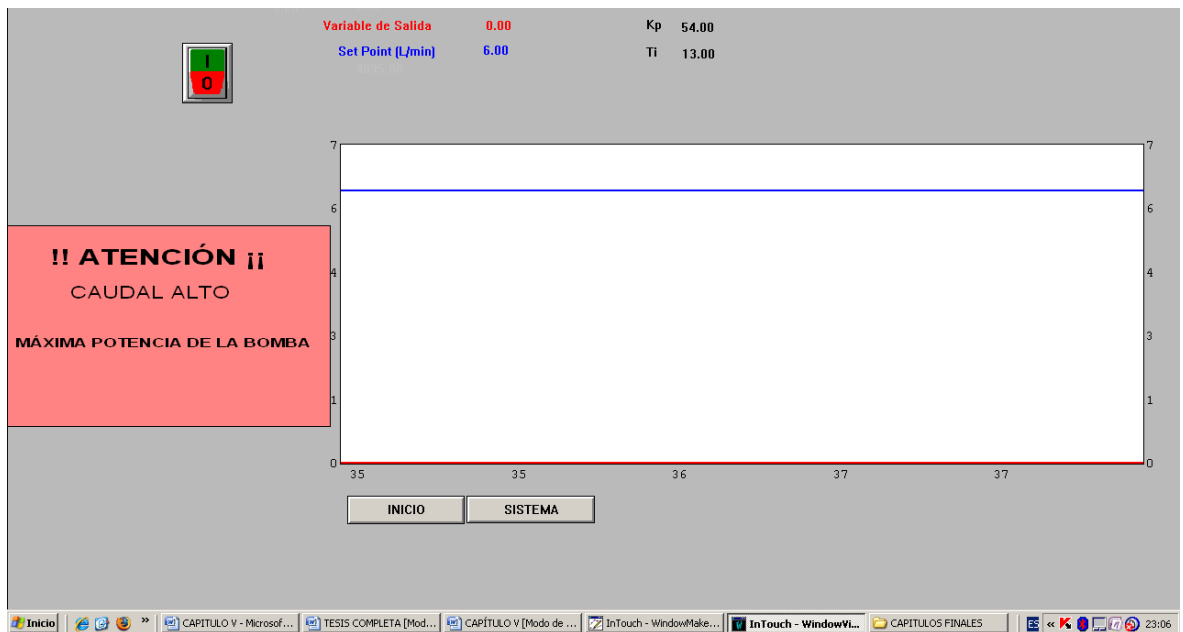 Variable de Salida 0.00 Kp 54.00
Set Point (L/min) 6.00 Ti 13.00
I
0
7 7
6 6
!! ATENCIÓN ¡¡
4 4
CAUDAL ALTO
MÁXIMA POTENCIA DE LA BOMBA
3 3
1 1
0 0
35 35 36 37 37
INICIO SISTEMA
Inicio » CAPITULO V - Microsof... TESIS COMPLETA [Mod... CAPÍTULO V [Modo de ... InTouch - WindowMake... InTouch - WindowVi... CAPITULOS FINALES ES « 23:06